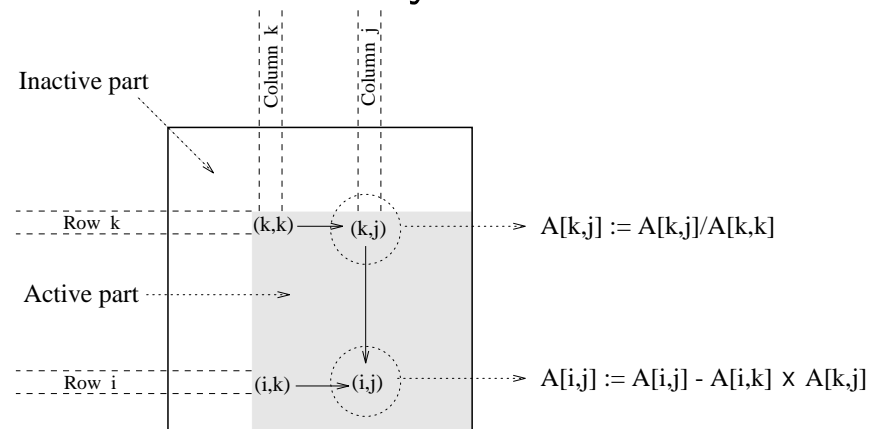 Column k
Column j
Inactive part
Row k
(k,k)
(k,j)
A[k,j] := A[k,j]/A[k,k]
Active part
Row i
(i,k)
(i,j)
A[i,j] := A[i,j] - A[i,k] x A[k,j]